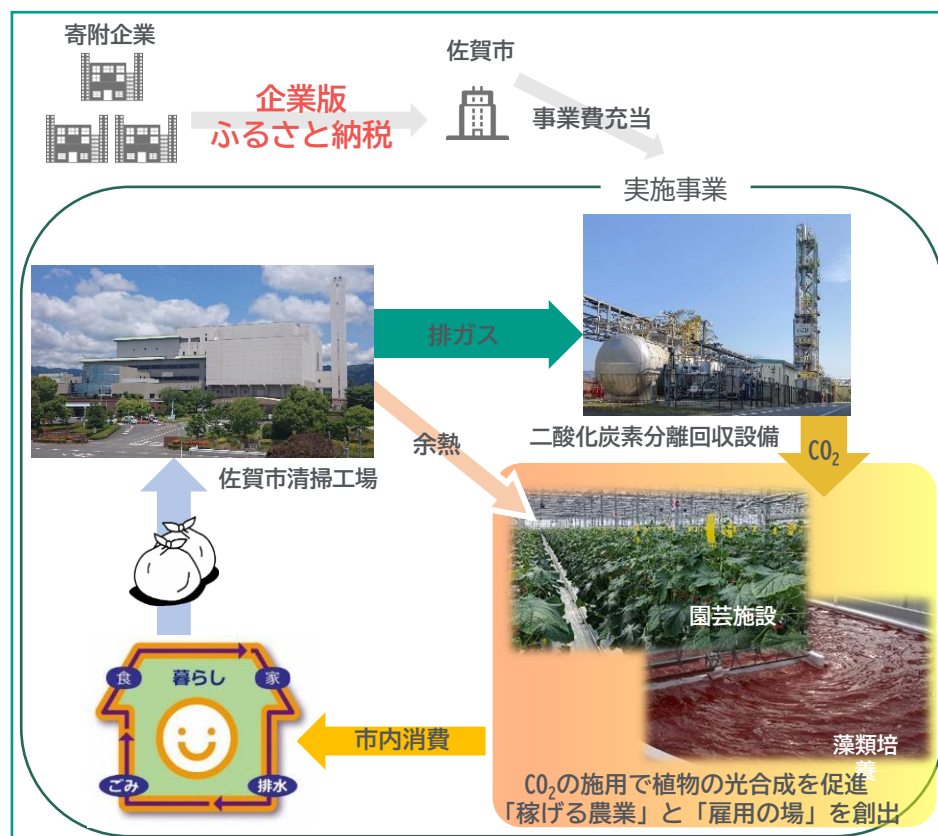 寄附企業
佐賀市
企業版
ふるさと納税
事業費充当
実施事業
排ガス
二酸化炭素分離回収設備
余熱
CO₂
佐賀市清掃工場
園芸施設
藻類培
養
食
暮らし
家
ごみ
排水
市内消費
CO₂の施用で植物の光合成を促進
「稼げる農業」と「雇用の場」を創出